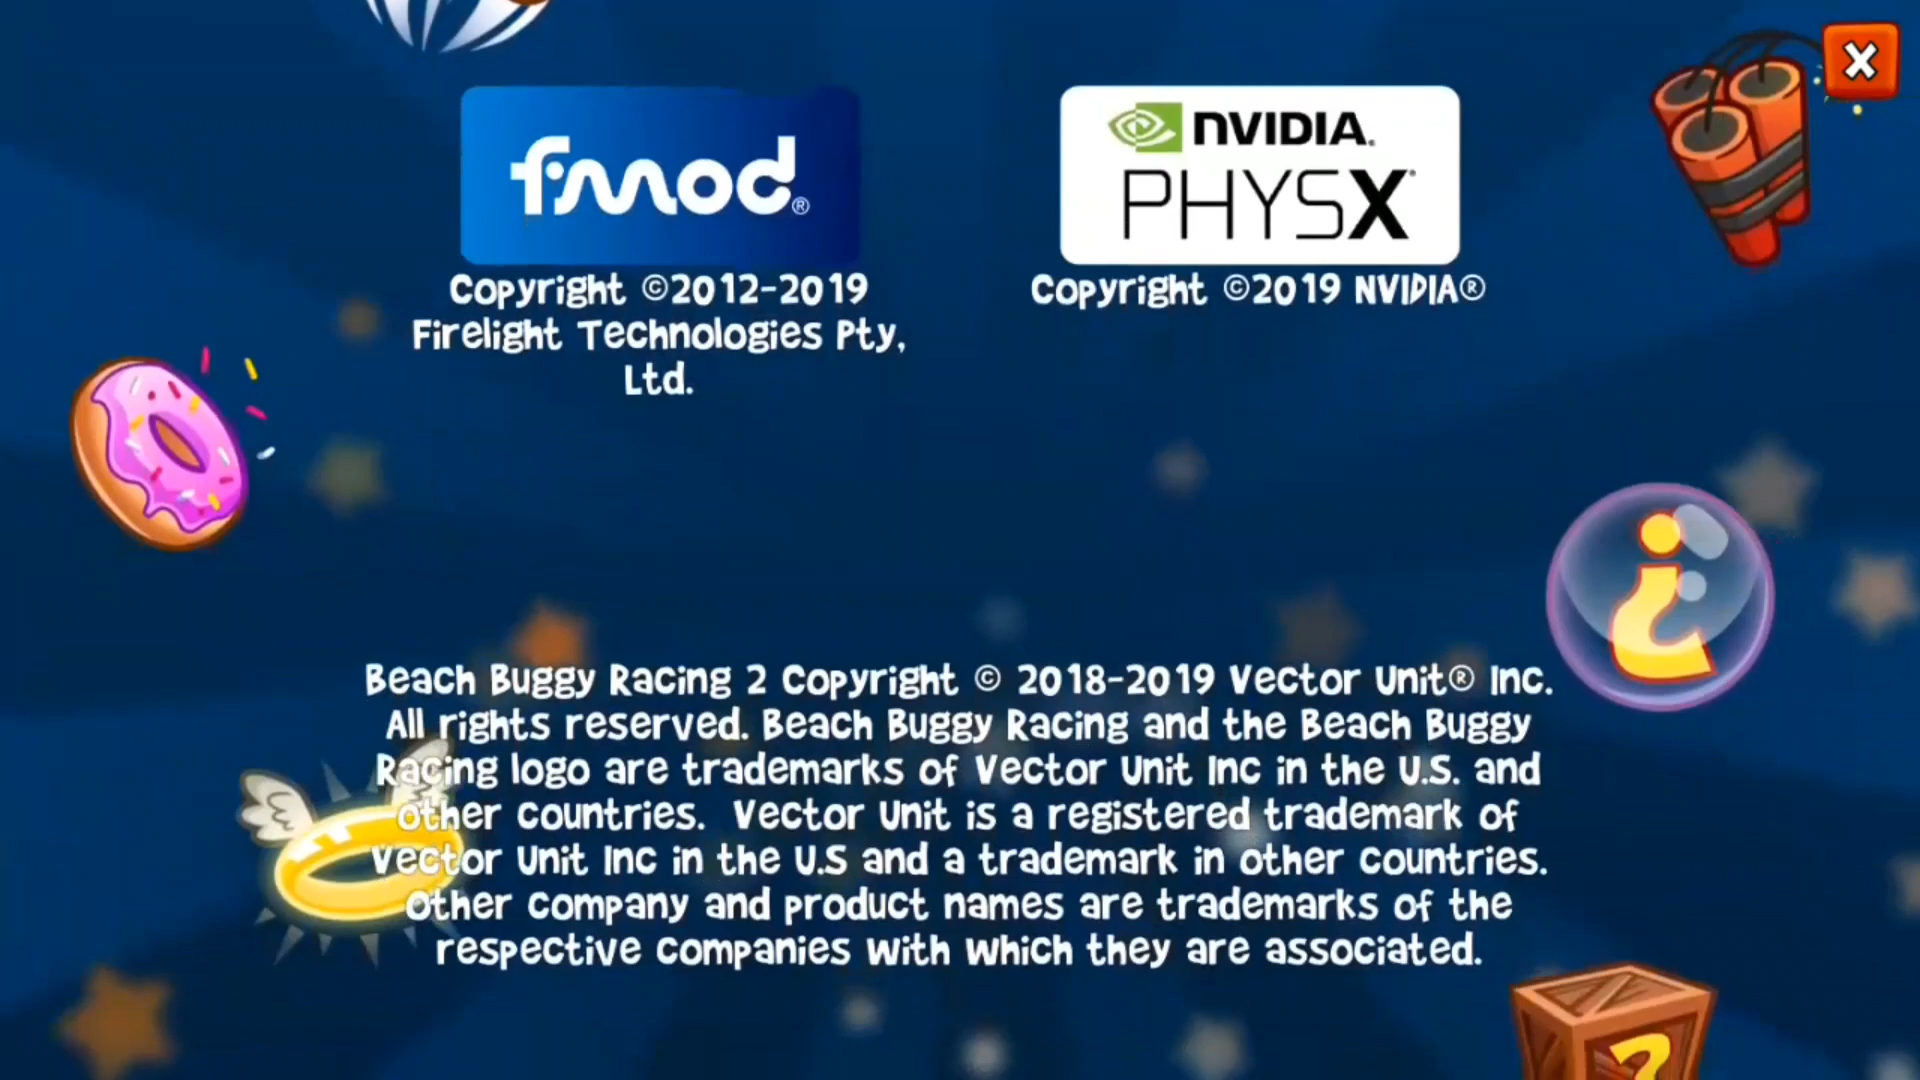 fmod®
Copyright ©2012-2019
Firelight Technologies Pty,
Ltd.
NVIDIA.
PHYSX
Copyright ©2019 NVIDIA®
Beach Buggy Racing 2 Copyright © 2018-2019 Vector Unit® Inc.
All rights reserved. Beach Buggy Racing and the Beach Buggy
Racing logo are trademarks of Vector Unit Inc in the U.S. and
other countries.  Vector Unit is a registered trademark of
Vector Unit Inc in the U.S and a trademark in other countries.
Other company and product names are trademarks of the
respective companies with which they are associated.
?